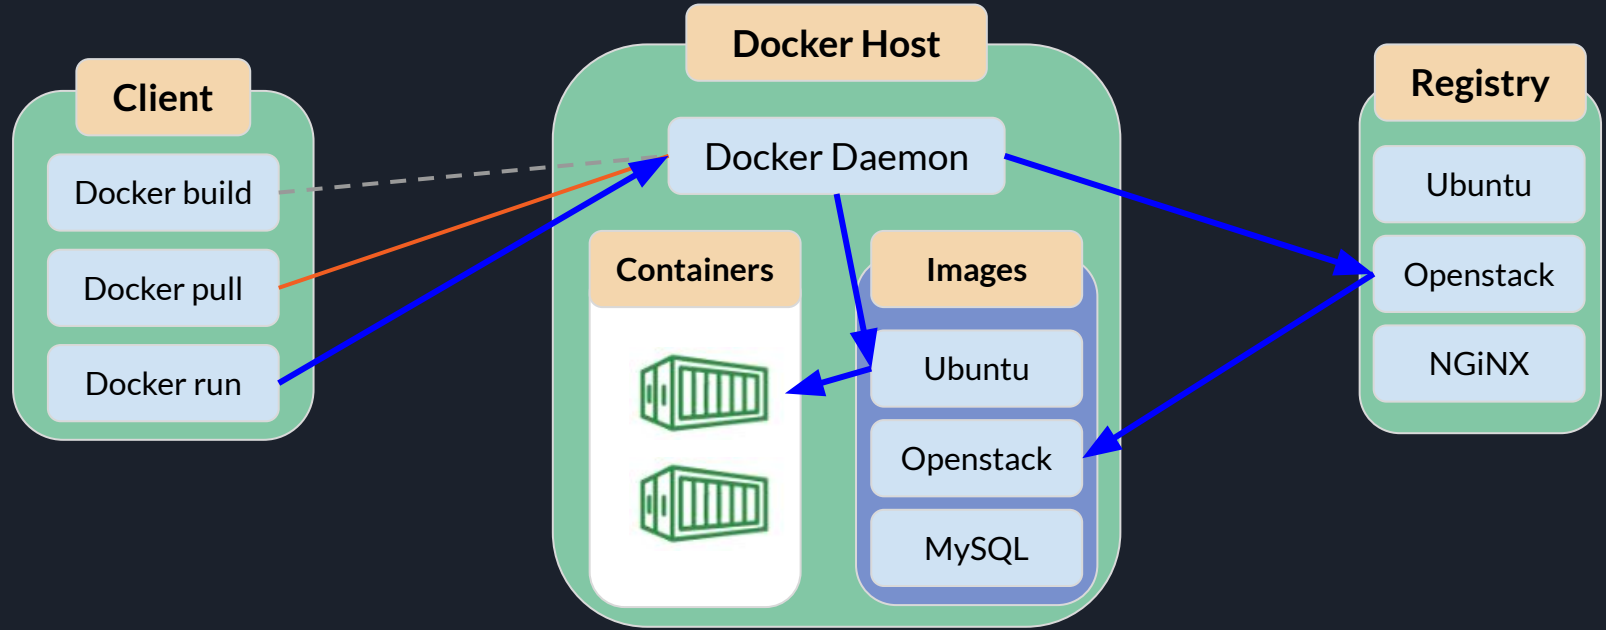 Client
Docker build
Docker pull
Docker run
Docker Host
Docker Daemon
Containers
Images
Ubuntu
Openstack
MySQL
Registry
Ubuntu
Openstack
NGiNX